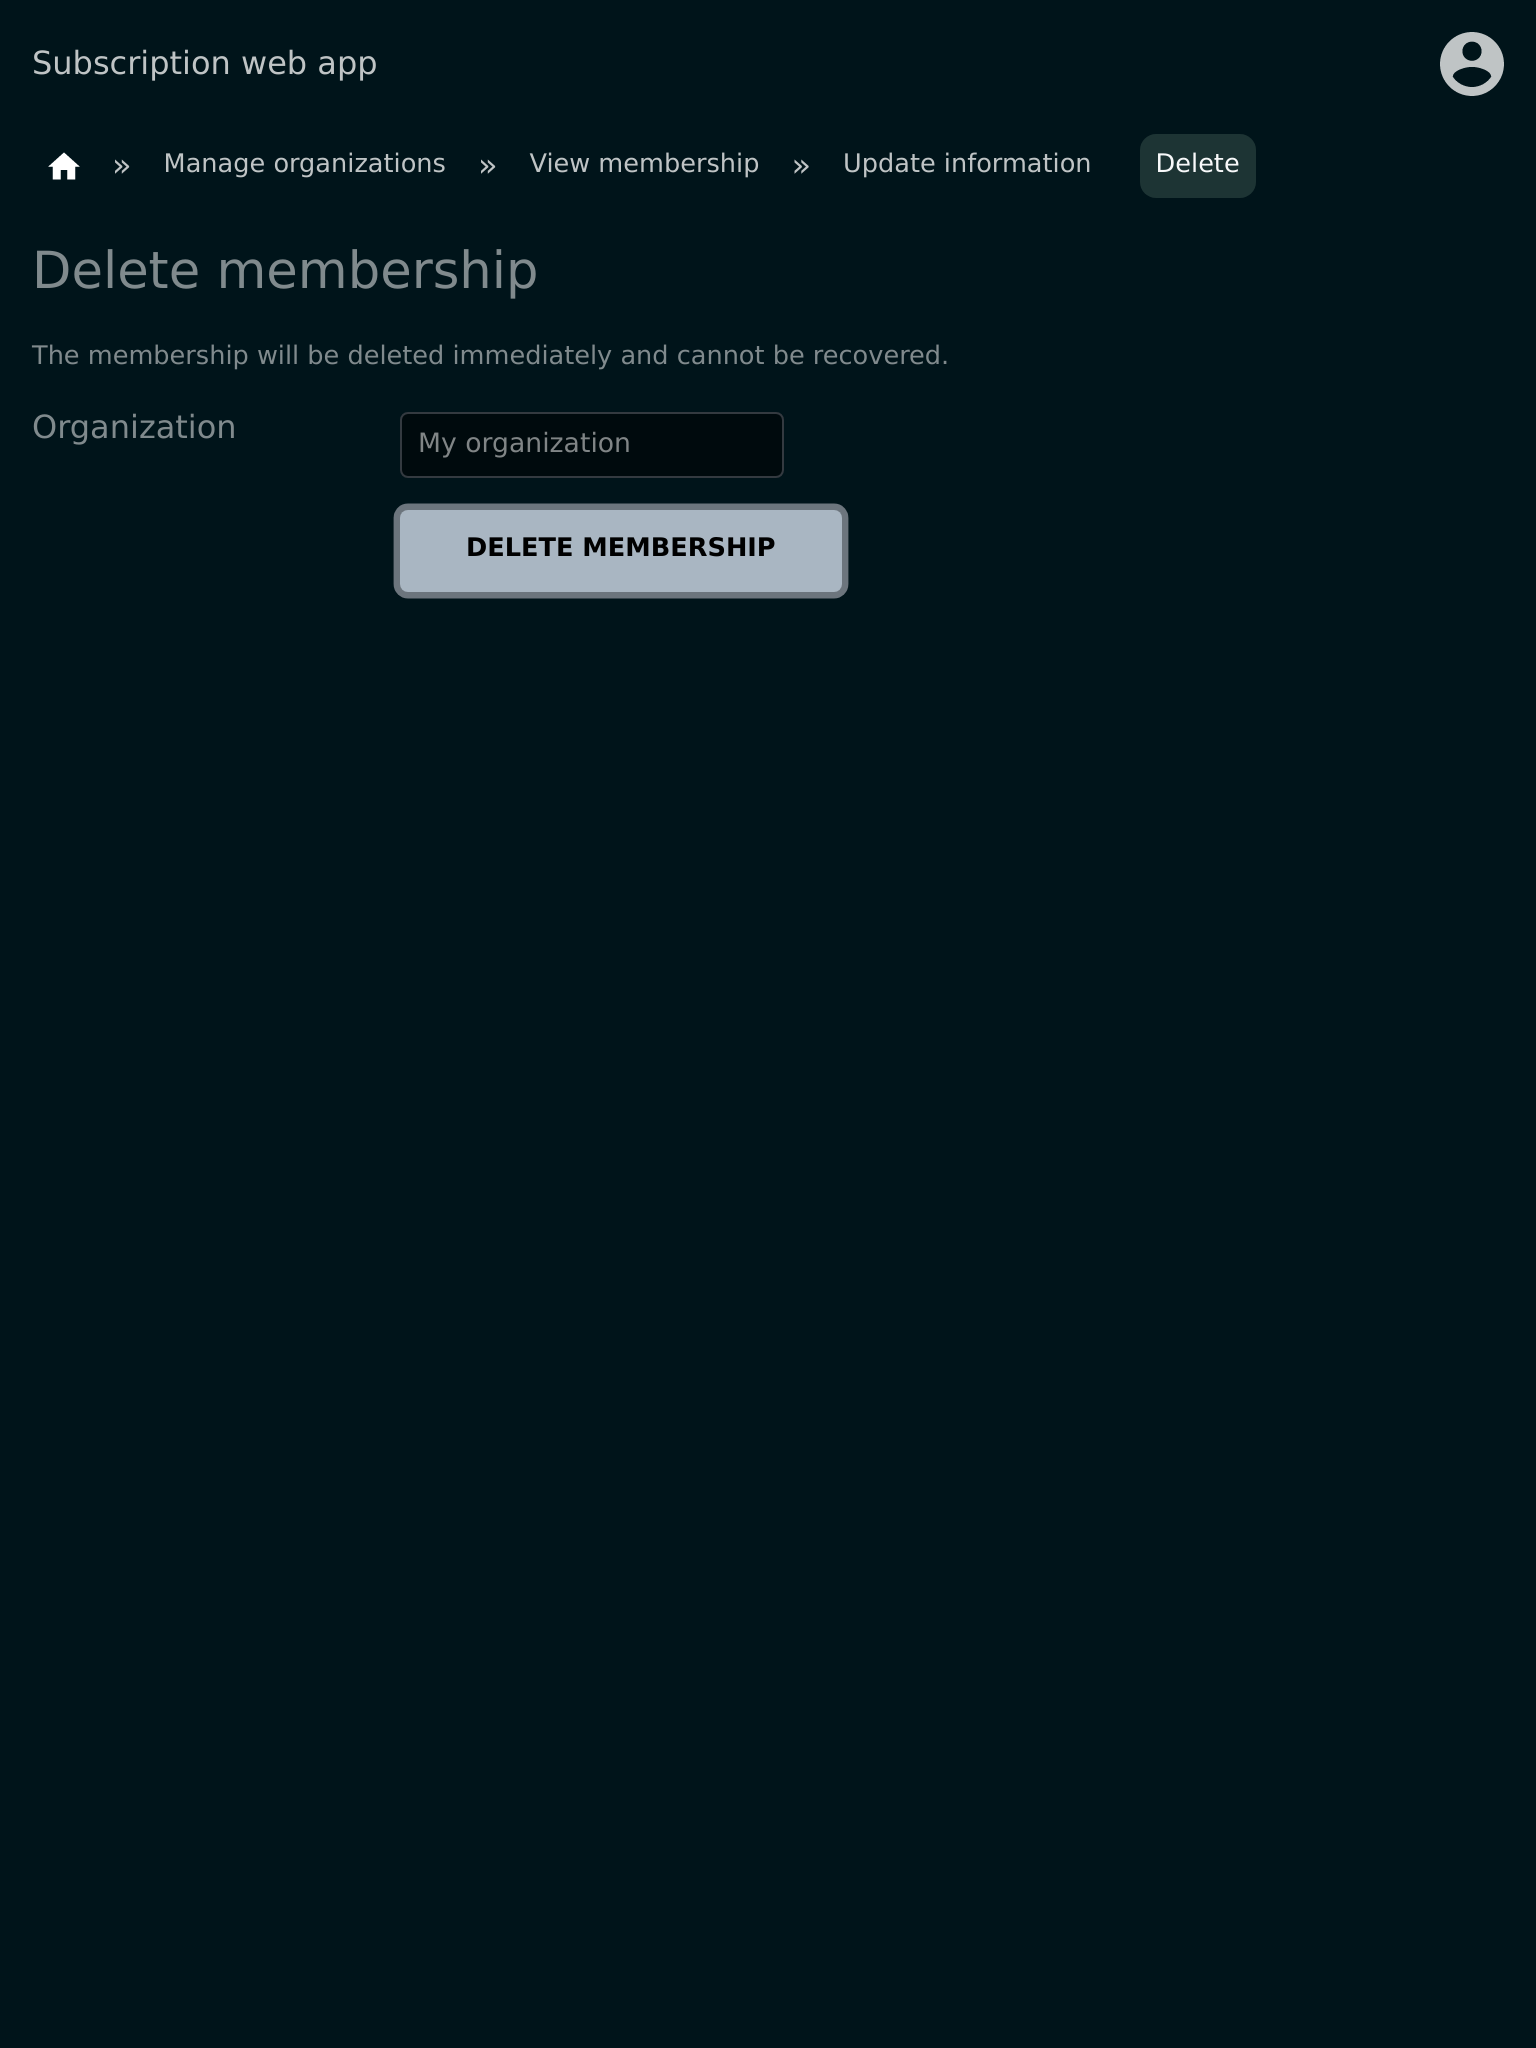 Subscription web app
» Manage organizations » View membership » Update information Delete
Delete membership
The membership will be deleted immediately and cannot be recovered.
Organization My organization
DELETE MEMBERSHIP